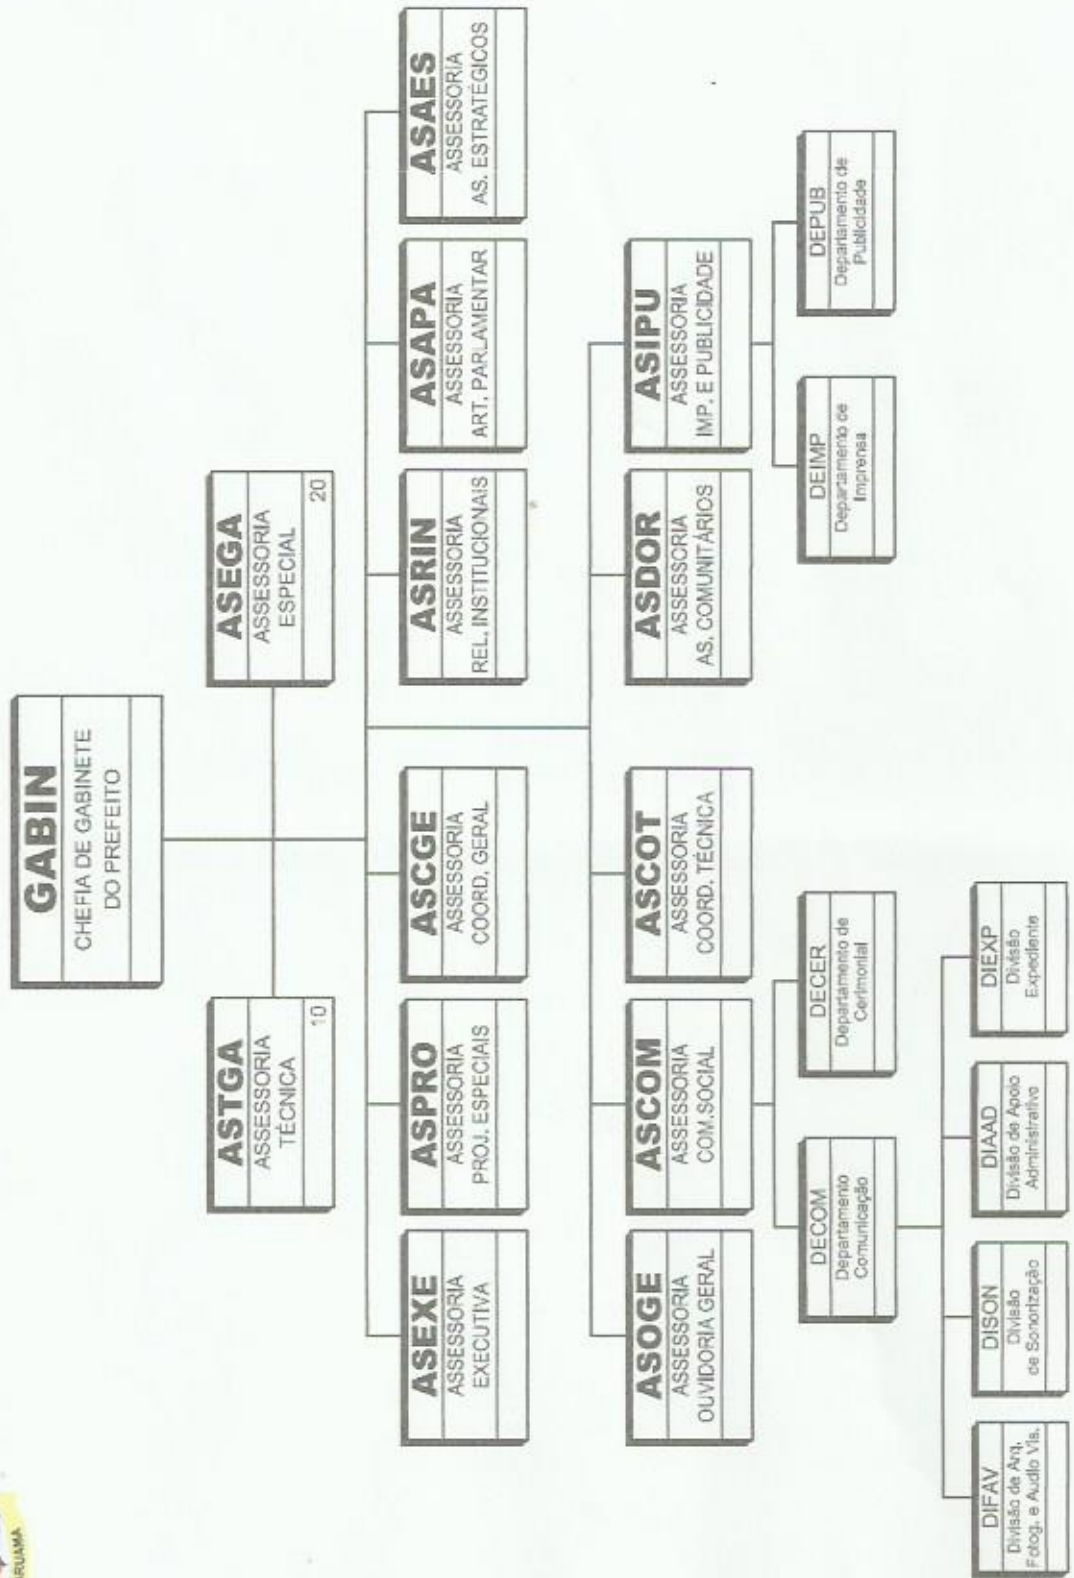 ARUAMA
GABIN
CHEFIA DE GABINETE
DO PREFEITO
ASTGA
ASSESSORIA
TÉCNICA
10
ASEGA
ASSESSORIA
ESPECIAL
20
ASEXE
ASSESSORIA
EXECUTIVA
ASPRO
ASSESSORIA
PROJ. ESPECIAIS
ASCGE
ASSESSORIA
COORD. GERAL
ASRIN
ASSESSORIA
REL. INSTITUCIONAIS
ASAPA
ASSESSORIA
ART. PARLAMENTAR
ASAES
ASSESSORIA
AS. ESTRATÉGICOS
ASOGE
ASSESSORIA
OUVIDORIA GERAL
ASCOM
ASSESSORIA
COM.SOCIAL
ASCOT
ASSESSORIA
COORD. TÉCNICA
ASDOR
ASSESSORIA
AS. COMUNITÁRIOS
ASIPU
ASSESSORIA
IMP. E PUBLICIDADE
DECOM
Departamento
Comunicação
DECER
Departamento de
Cerimonial
DEIMP
Departamento de
Imprensa
DEPUB
Departamento de
Publicidade
DIFAV
Divisão de Arq.
Fotog. e Audio Vis.
DISON
Divisão
de Sonorização
DIAAD
Divisão de Apoio
Administrativo
DIEXP
Divisão
Expediente